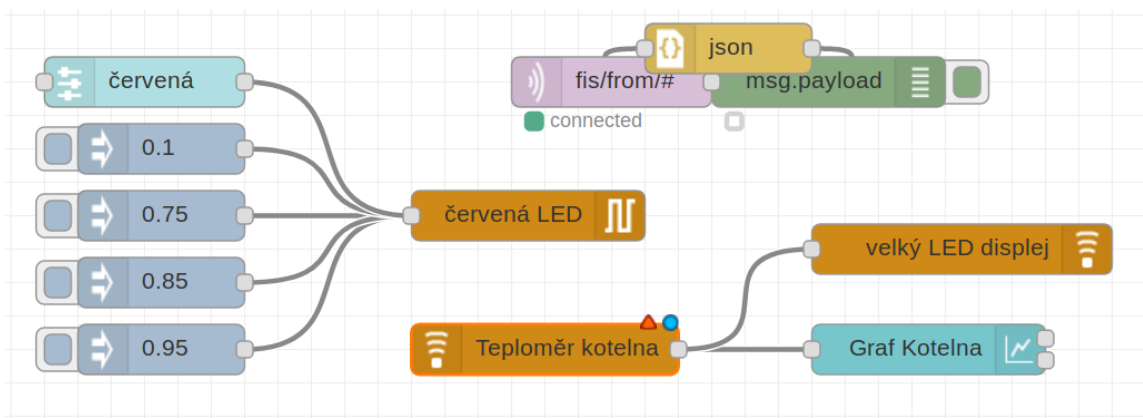 červená
0.1
0.75
0.85
0.95
červená LED
json
fis/from/#
msg.payload
connected
velký LED displej
Teploměr kotelna
Graf Kotelna